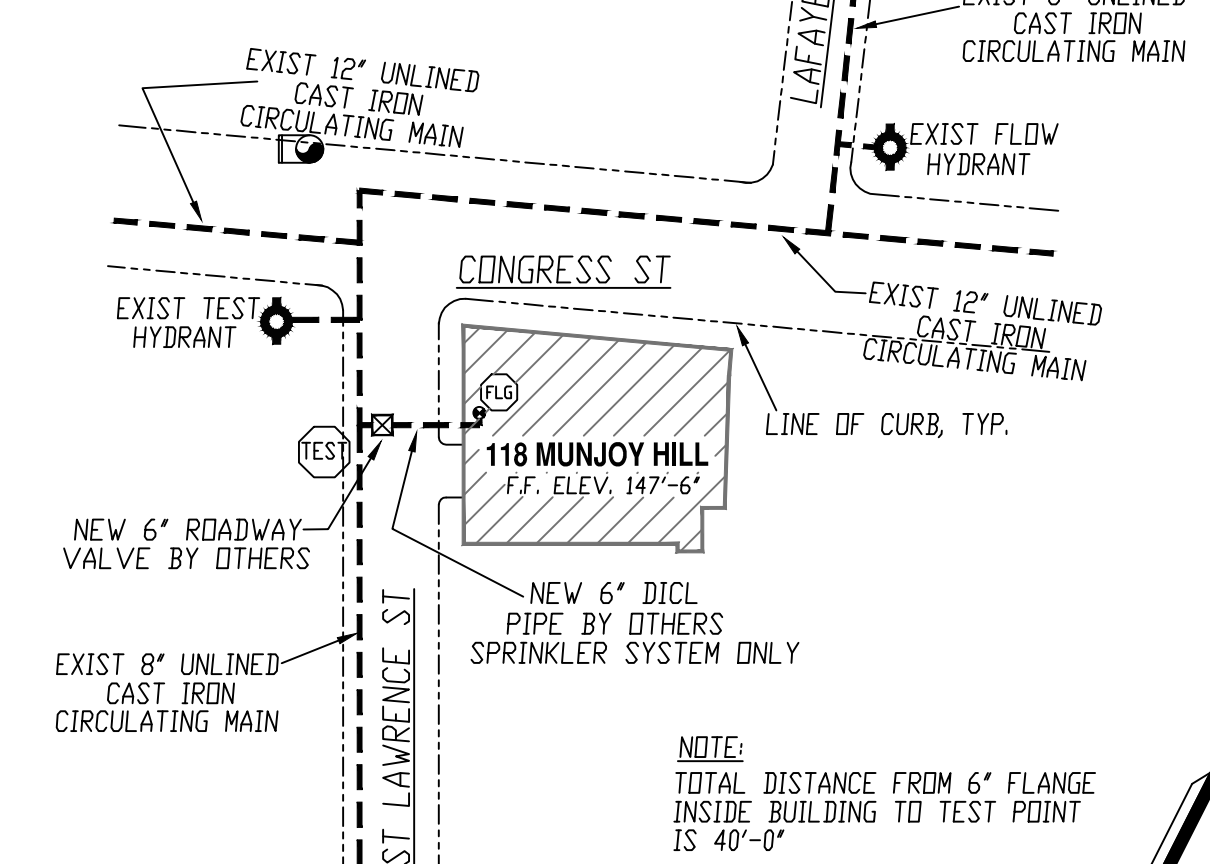 EXIST 12" UNLINED
CAST IRON
CIRCULATING MAIN
UNLINED
CAST IRON
CIRCULATING MAIN
EXIST FLOW
HYDRANT
CONGRESS ST
EXIST TEST
HYDRANT
EXIST 12" UNLINED
CAST IRON
CIRCULATING MAIN
FLG
LINE OF CURB, TYP.
TEST
118 MUNJOY HILL
F.F. ELEV. 147'-6"
NEW 6" ROADWAY
VALVE BY OTHERS
NEW 6" DICL
PIPE BY OTHERS
SPRINKLER SYSTEM ONLY
EXIST 8" UNLINED
CAST IRON
CIRCULATING MAIN
ST LAWRENCE ST
NOTE:
TOTAL DISTANCE FROM 6" FLANGE
INSIDE BUILDING TO TEST POINT
IS 40'-0"